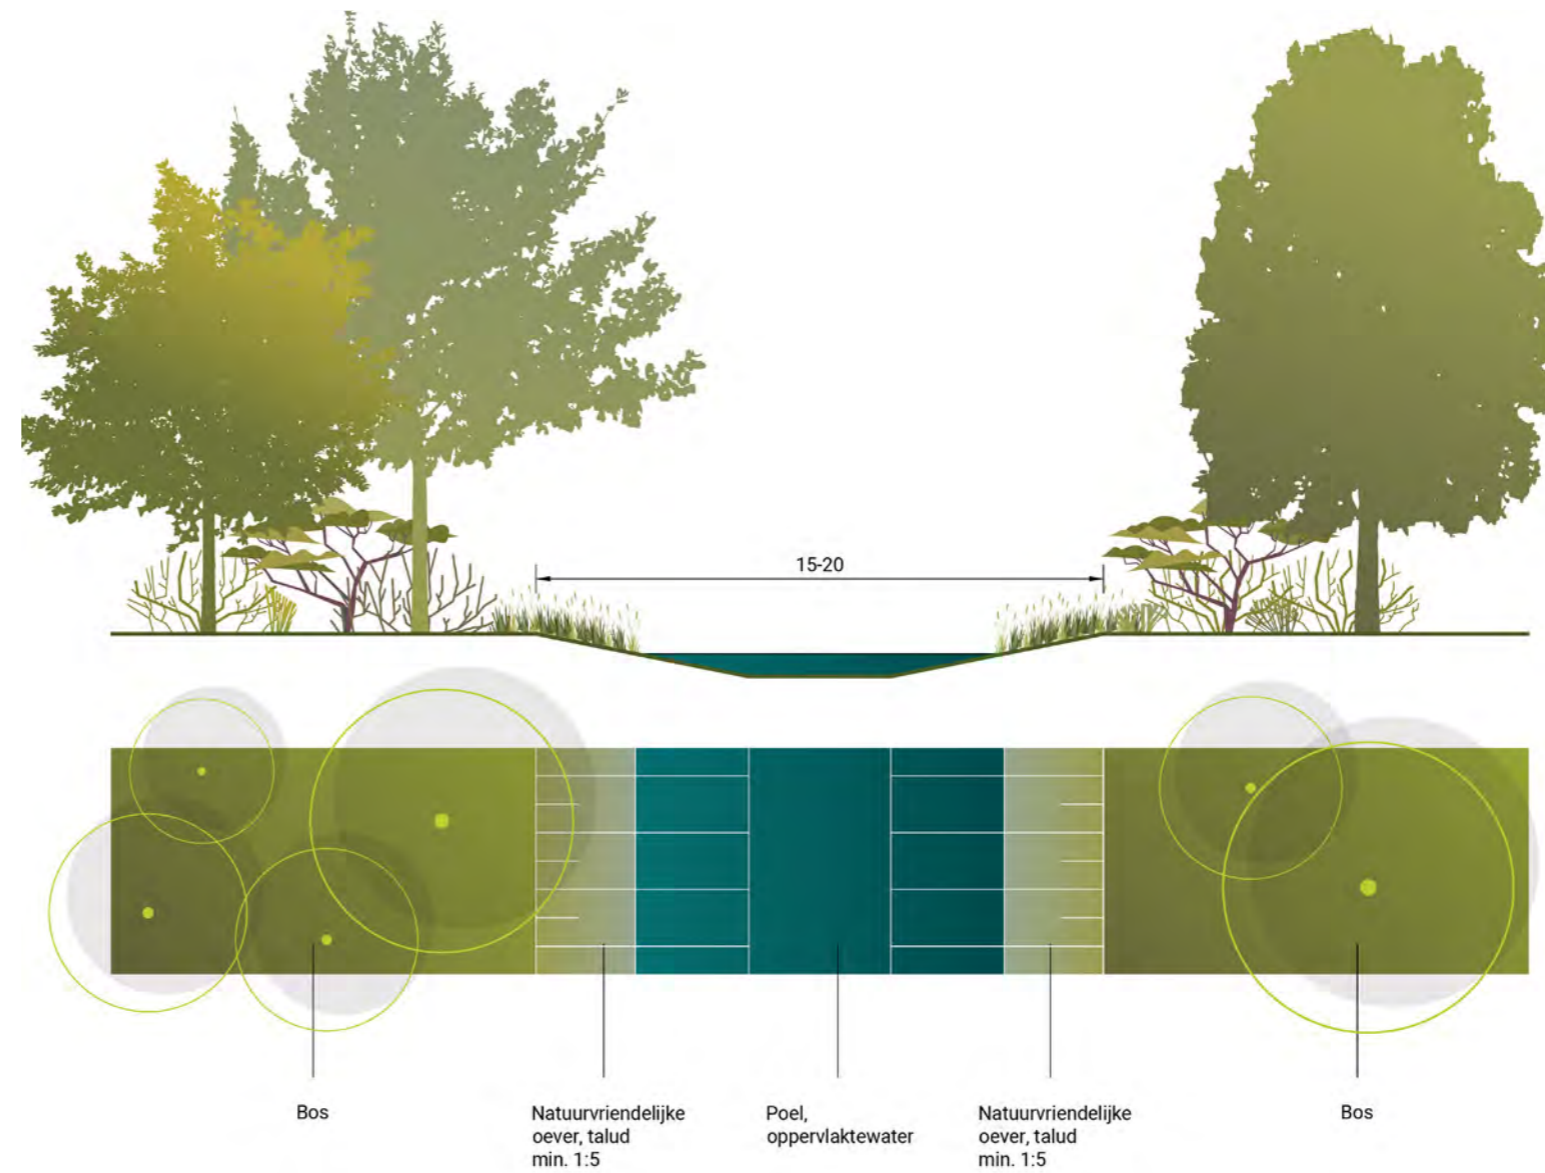 15-20
Bos
Natuurvriendelijke
oever, talud
min. 1:5
Poel,
oppervlaktewater
Natuurvriendelijke
oever, talud
min. 1:5
Bos